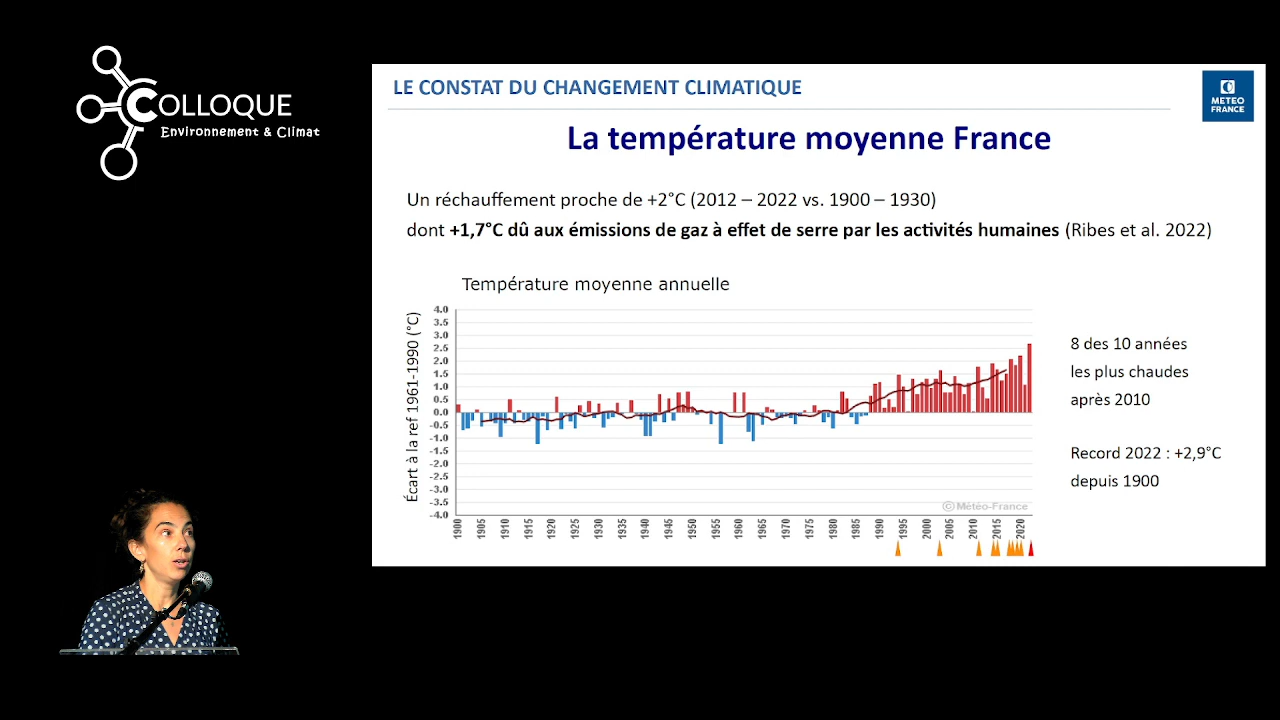 COLLOQUE
Environnement & Climat
LE CONSTAT DU CHANGEMENT CLIMATIQUE
METEO
FRANCE
La température moyenne France
Un réchauffement proche de +2°C (2012 – 2022 vs. 1900 – 1930)
dont +1,7°C dû aux émissions de gaz à effet de serre par les activités humaines (Ribes et al. 2022)
Température moyenne annuelle
Écart à la ref 1961-1990 (°C)
4.0
3.5
3.0
2.5
2.0
1.5
1.0
0.5
0.0
-0.5
-1.0
-1.5
-2.0
-2.5
-3.0
-3.5
-4.0
© Météo-France
1900 1905 1910 1915 1920 1925 1930 1935 1940 1945 1950 1955 1960 1965 1970 1975 1980 1985 1990 1995 2000 2005 2010 2015 2020
8 des 10 années
les plus chaudes
après 2010
Record 2022 : +2,9°C
depuis 1900